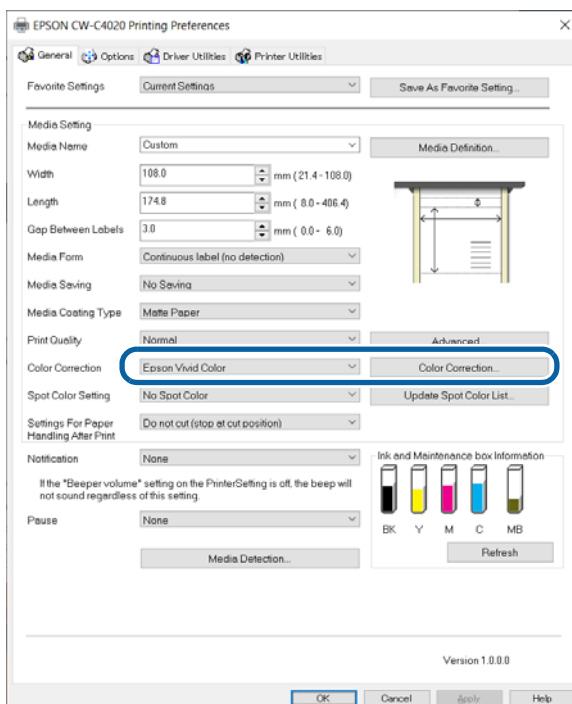 EPSON CW-C4020 Printing Preferences
General Options Driver Utilities Printer Utilities
Favorite Settings Current Settings Save As Favorite Setting...
Media Setting
Media Name Custom Media Definition...
Width 108.0 mm ( 21.4 - 108.0)
Length 174.8 mm ( 8.0 - 406.4)
Gap Between Labels 3.0 mm ( 0.0 - 6.0)
Media Form Continuous label (no detection)
Media Saving No Saving
Media Coating Type Matte Paper
Print Quality Normal Advanced
Color Correction Epson Vivid Color Color Correction...
Spot Color Setting No Spot Color Update Spot Color List...
Settings For Paper Do not cut (stop at cut position)
Handling After Print
Notification None Ink and Maintenance box Information
If the "Beeper volume" setting on the PrinterSetting is off, the beep will
not sound regardless of this setting.
Pause None
BK Y M C MB
Refresh
Media Detection...
Version 1.0.0.0
OK Cancel Apply Help